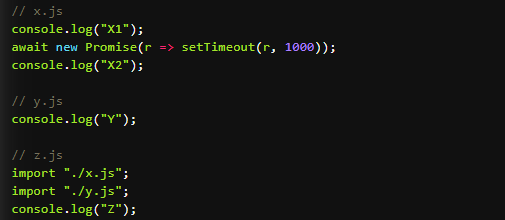 // x.js
console.log("X1");
await new Promise(r => setTimeout(r, 1000));
console.log("X2");
// y.js
console.log("Y");
// z.js
import "./x.js";
import "./y.js";
console.log("Z");